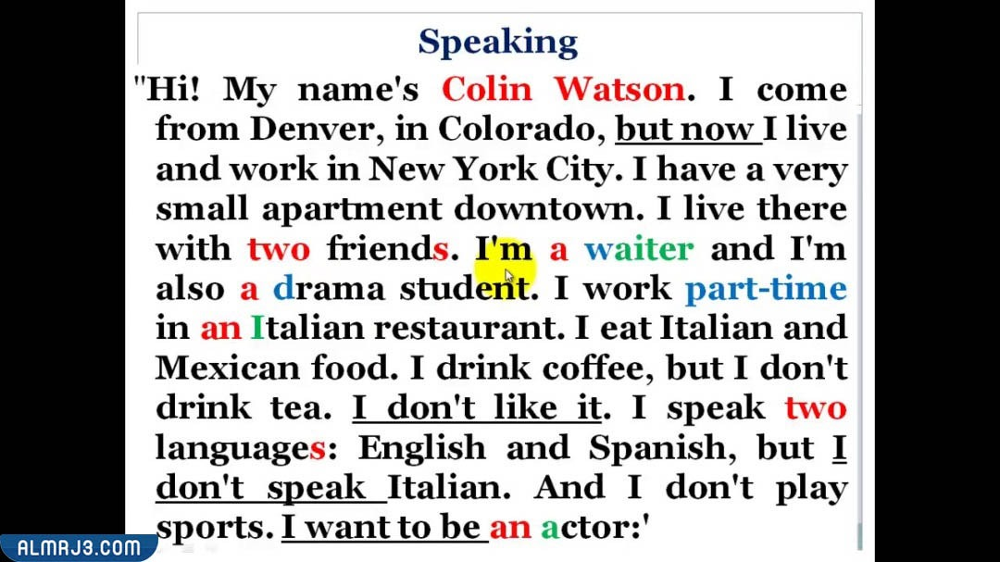 Speaking
"Hi! My name's Colin Watson. I come
from Denver, in Colorado, but now I live
and work in New York City. I have a very
small apartment downtown. I live there
with two friends. I'm a waiter and I'm
also a drama student. I work part-time
in an Italian restaurant. I eat Italian and
Mexican food. I drink coffee, but I don't
drink tea. I don't like it. I speak two
languages: English and Spanish, but I
don't speak Italian. And I don't play
sports. I want to be an actor:'
ALMRJ3.COM